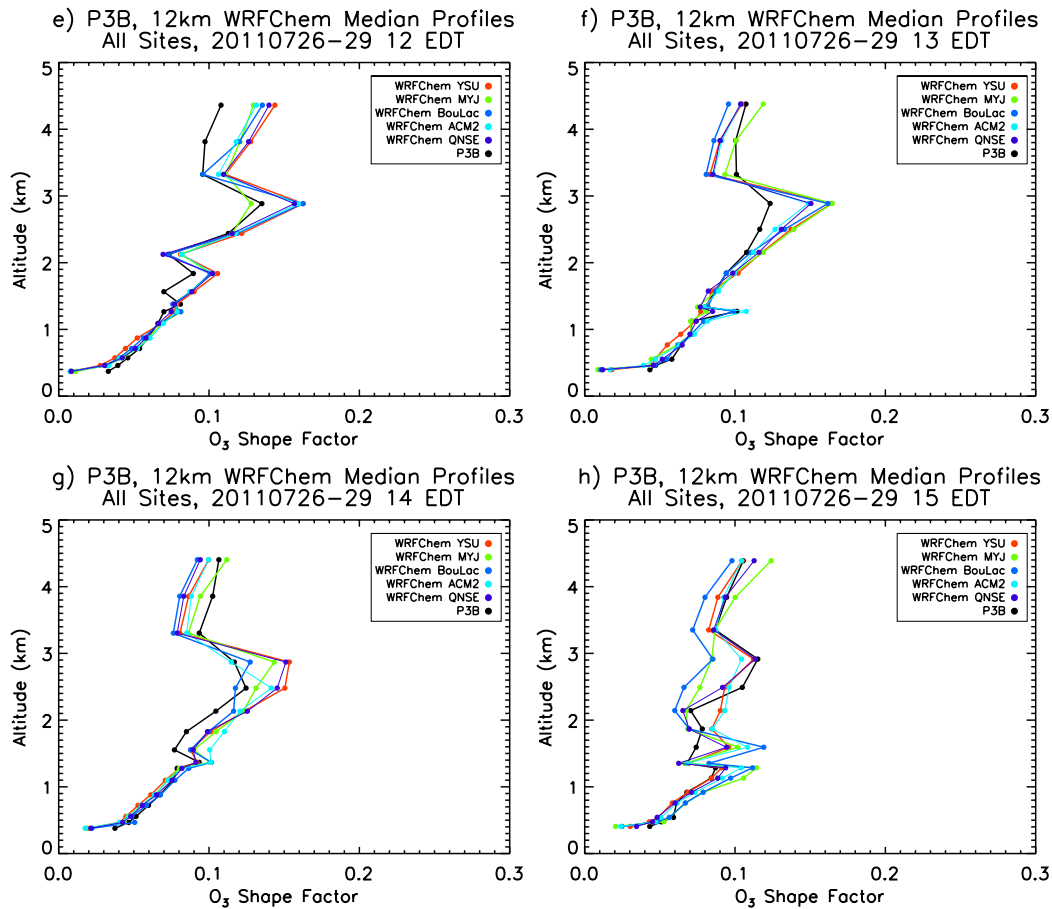 e) P3B, 12km WRFChem Median Profiles
All Sites, 20110726-29 12 EDT
5
4
3
2
1
0
Altitude (km)
WRFChem YSU
WRFChem MYJ
WRFChem BouLac
WRFChem ACM2
WRFChem QNSE
P3B
0.0 0.1 0.2 0.3
O3 Shape Factor
f) P3B, 12km WRFChem Median Profiles
All Sites, 20110726-29 13 EDT
5
4
3
2
1
0
Altitude (km)
WRFChem YSU
WRFChem MYJ
WRFChem BouLac
WRFChem ACM2
WRFChem QNSE
P3B
0.0 0.1 0.2 0.3
O3 Shape Factor
g) P3B, 12km WRFChem Median Profiles
All Sites, 20110726-29 14 EDT
5
4
3
2
1
0
Altitude (km)
WRFChem YSU
WRFChem MYJ
WRFChem BouLac
WRFChem ACM2
WRFChem QNSE
P3B
0.0 0.1 0.2 0.3
O3 Shape Factor
h) P3B, 12km WRFChem Median Profiles
All Sites, 20110726-29 15 EDT
5
4
3
2
1
0
Altitude (km)
WRFChem YSU
WRFChem MYJ
WRFChem BouLac
WRFChem ACM2
WRFChem QNSE
P3B
0.0 0.1 0.2 0.3
O3 Shape Factor